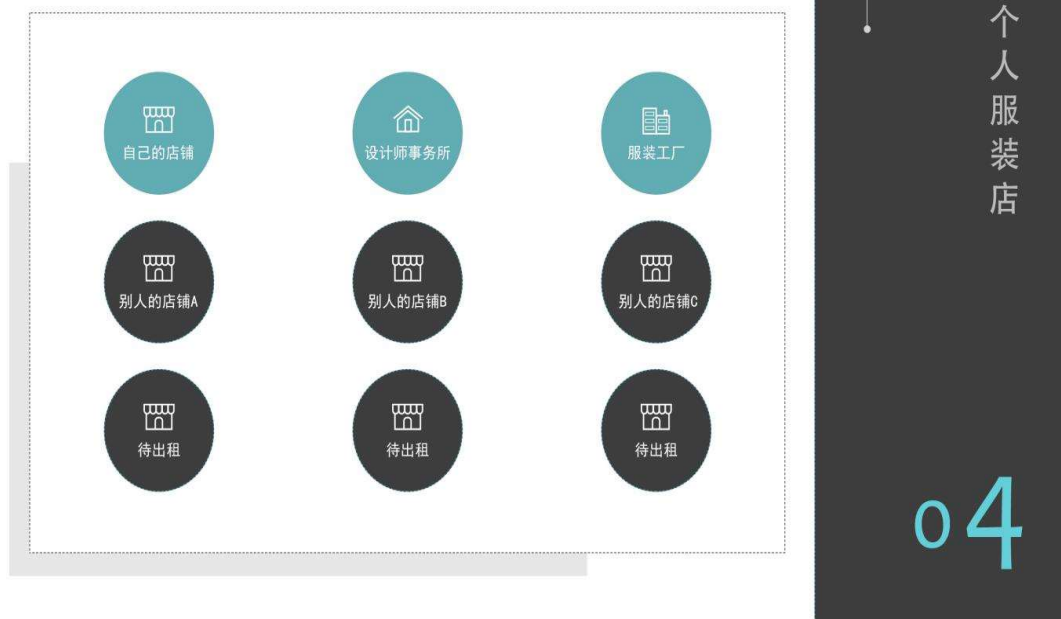 自己的店铺
设计师事务所
服装工厂
别人的店铺A
别人的店铺B
别人的店铺C
待出租
待出租
待出租
个人服装店
04